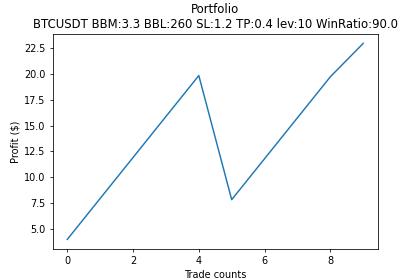 Portfolio
BTCUSDT BBM:3.3 BBL:260 SL:1.2 TP:0.4 lev:10 WinRatio:90.0
22.5
20.0
17.5
15.0
12.5
10.0
7.5
5.0
Profit ($)
0 2 4 6 8
Trade counts